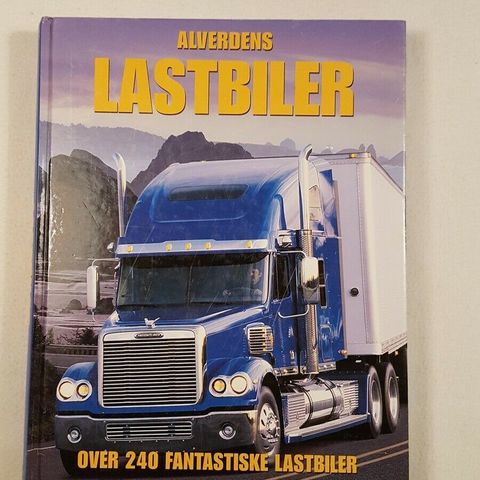 ALVERDENS
LASTBILER
OVER 240 FANTASTISKE LASTBILER